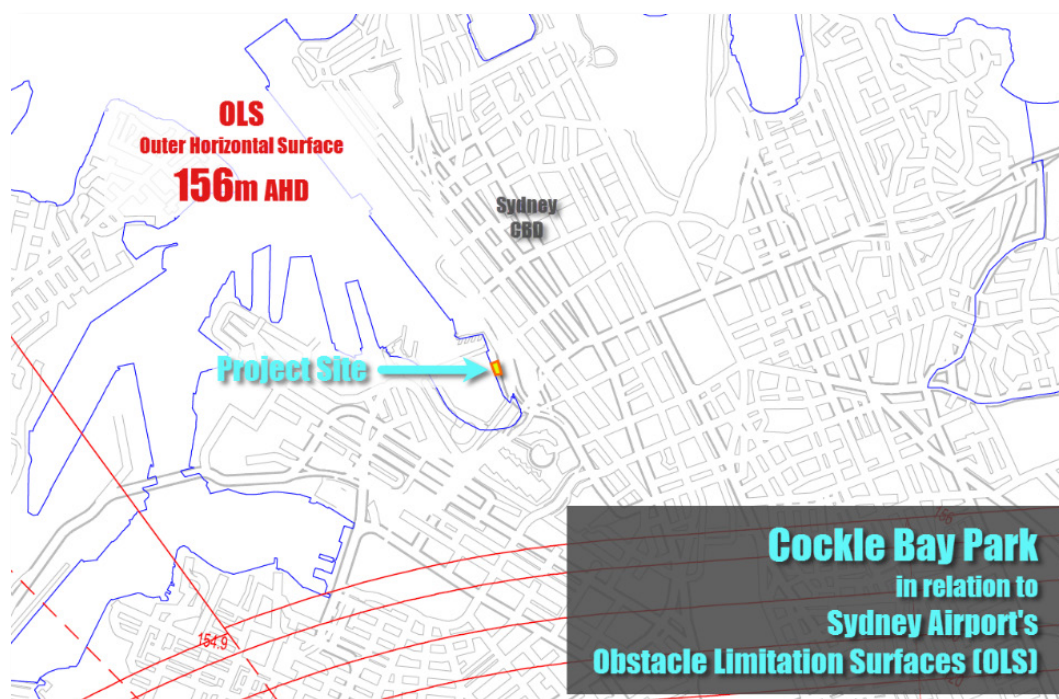 OLS
Outer Horizontal Surface
156m AHD
Sydney
CBD
Project Site
154.9
156
Cockle Bay Park
in relation to
Sydney Airport's
Obstacle Limitation Surfaces (OLS)